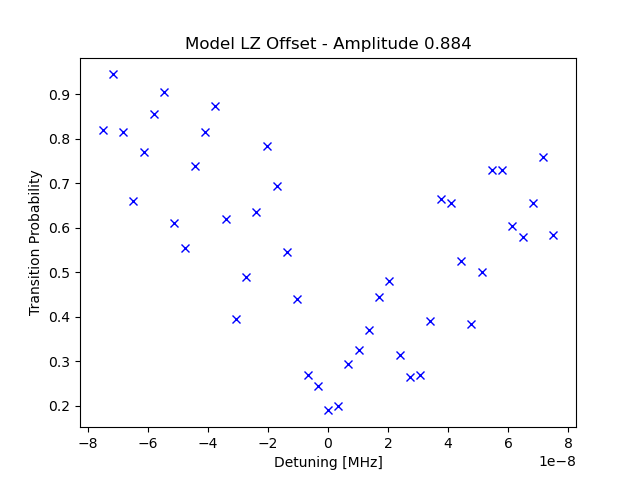 Model LZ Offset - Amplitude 0.884
Transition Probability
0.9
0.8
0.7
0.6
0.5
0.4
0.3
0.2
−8 −6 −4 −2 0 2 4 6 8
1e−8
Detuning [MHz]